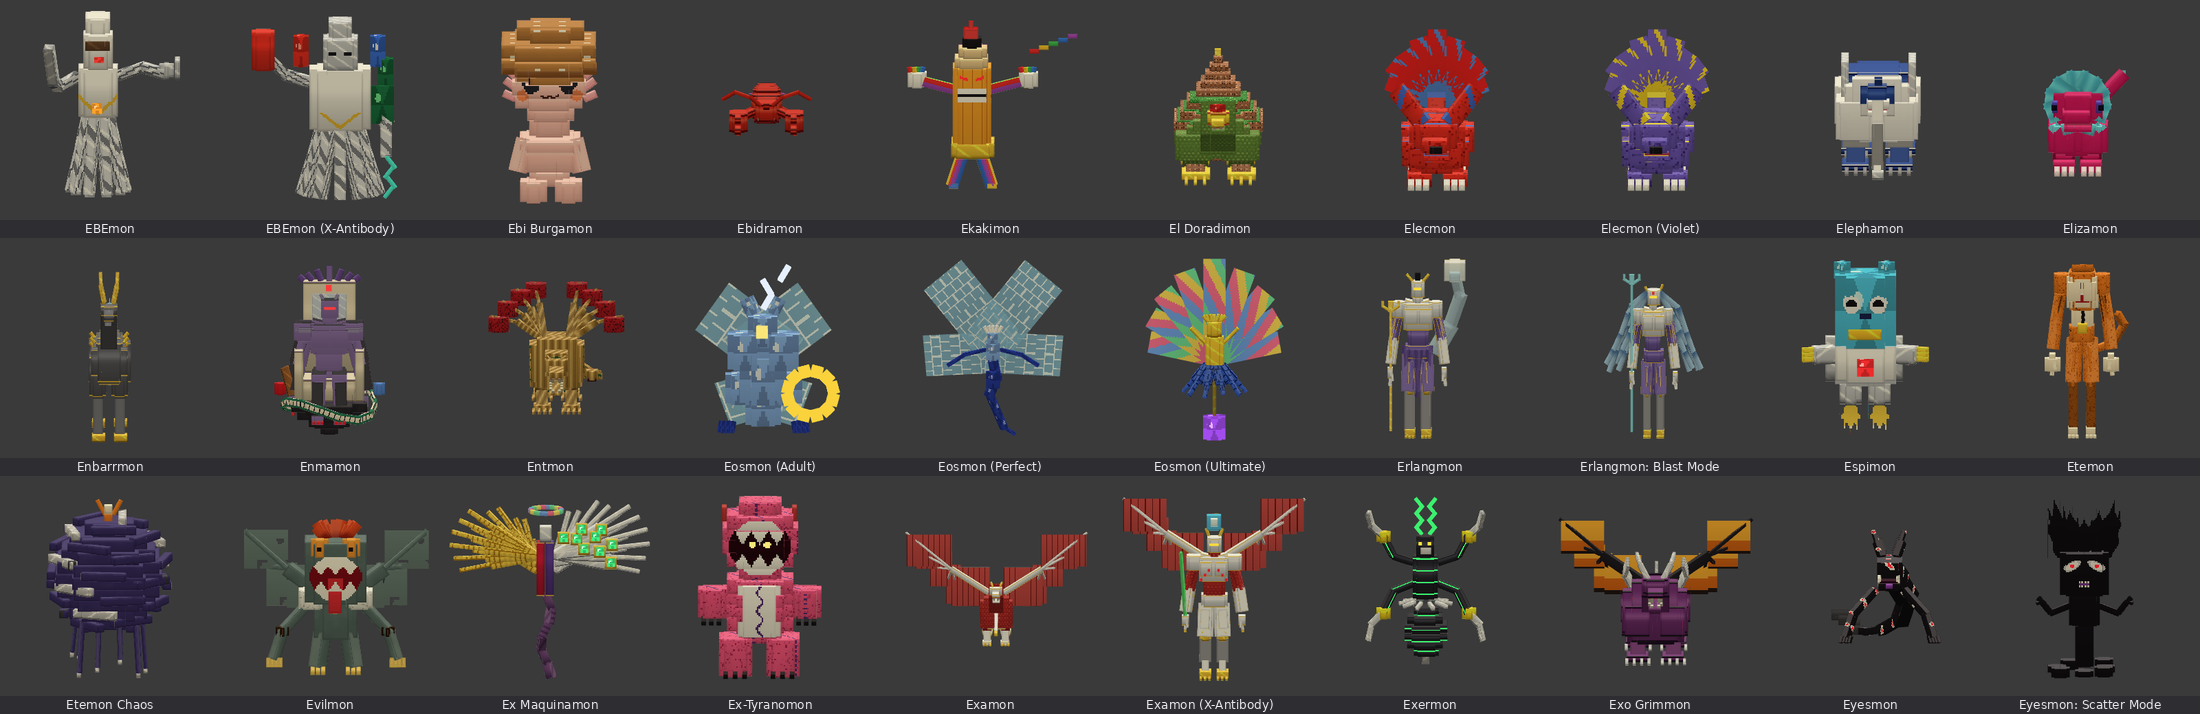 EBEmon
EBEmon (X-Antibody)
Ebi Burgamon
Ebidramon
Ekakimon
El Doradimon
Elecmon
Elecmon (Violet)
Elephamon
Elizamon
Enbarrmon
Enmamon
Entmon
Eosmon (Adult)
Eosmon (Perfect)
Eosmon (Ultimate)
Erlangmon
Erlangmon: Blast Mode
Espimon
Etemon
Etemon Chaos
Evilmon
Ex Maquinamon
Ex-Tyranomon
Examon
Examon (X-Antibody)
Exermon
Exo Grimmon
Eyesmon
Eyesmon: Scatter Mode